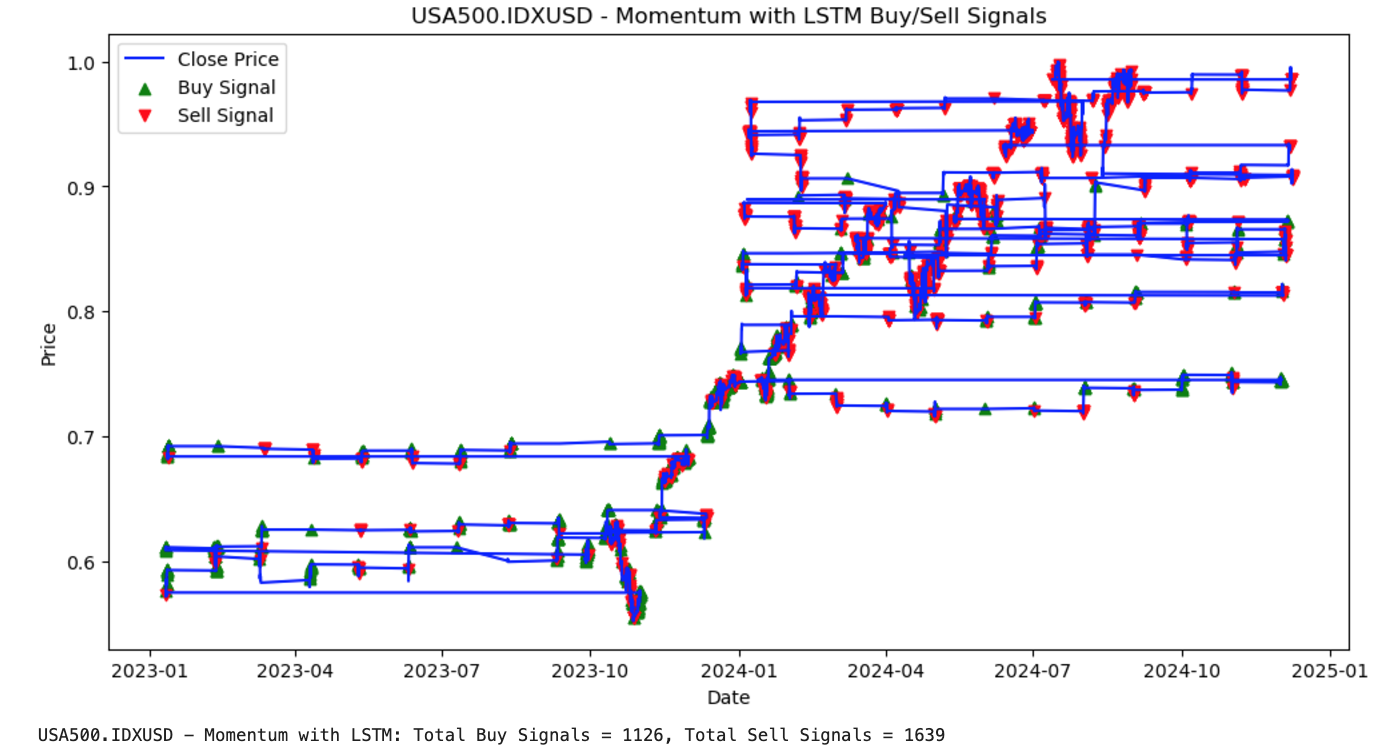 USA500.IDXUSD - Momentum with LSTM Buy/Sell Signals
Close Price
Buy Signal
Sell Signal
1.0
0.9
0.8
0.7
0.6
Price
2023-01 2023-04 2023-07 2023-10 2024-01 2024-04 2024-07 2024-10 2025-01
Date
USA500.IDXUSD – Momentum with LSTM: Total Buy Signals = 1126, Total Sell Signals = 1639